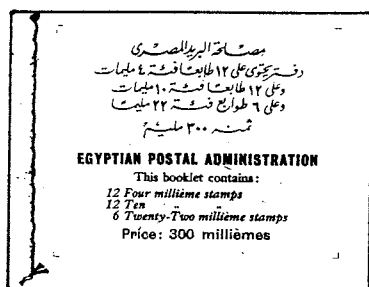 مصلحة البريد المصرى
دفتر يحتوى على ١٢ طابعا فئة ٤ مليمات
وعلى ١٢ طابعا فئة ١٠ مليمات
وعلى ٦ طوابع فئة ٢٢ مليما
ثمنه ٣٠٠ مليم
EGYPTIAN POSTAL ADMINISTRATION
This booklet contains:
12 Four millième stamps
12 Ten " "
6 Twenty-Two millième stamps
Price: 300 millièmes